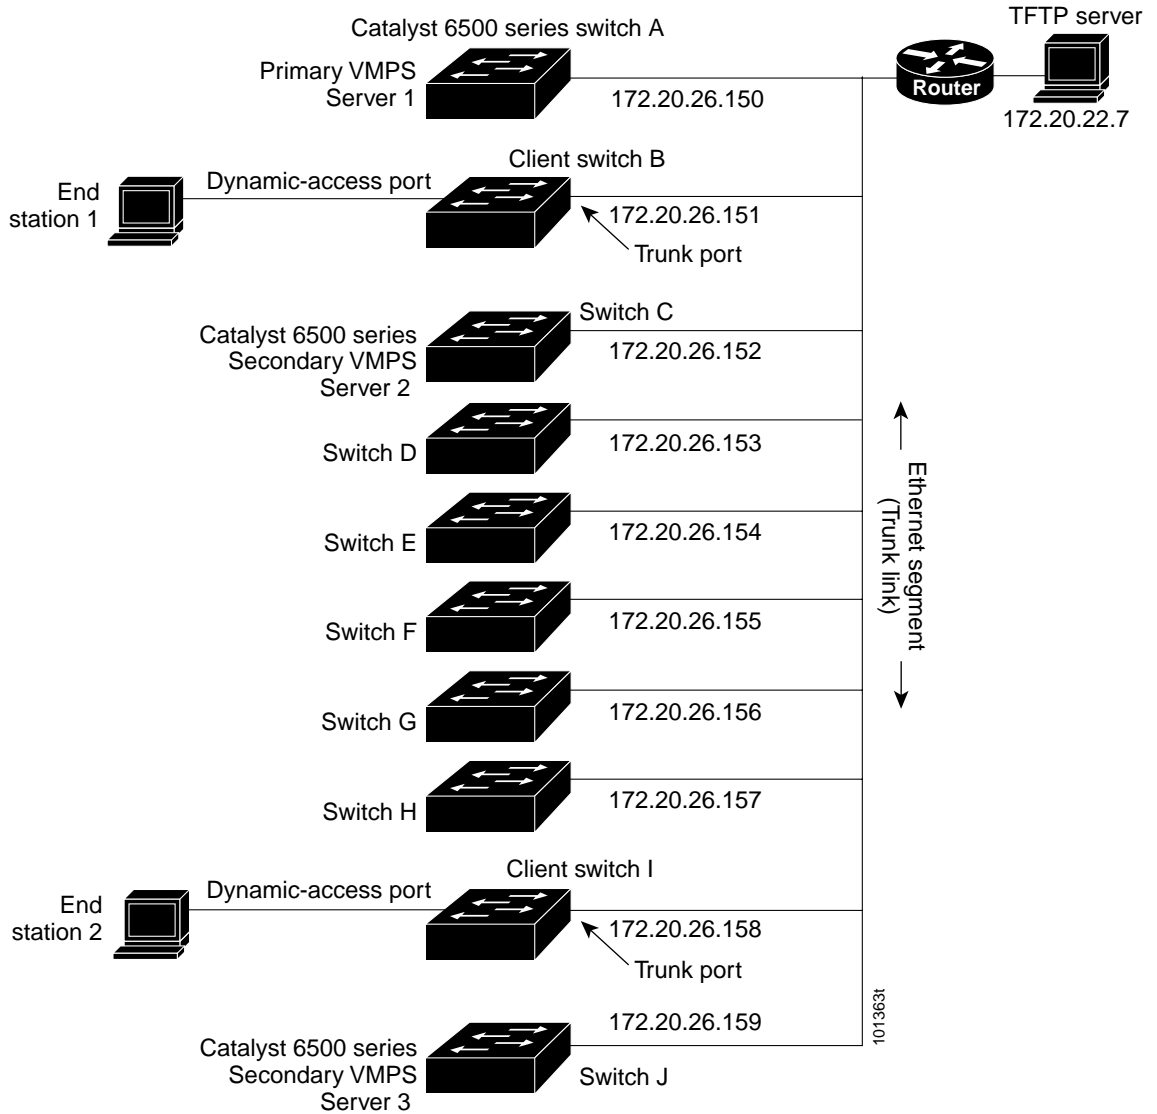 Catalyst 6500 series switch A
TFTP server
Primary VMPS
Server 1
172.20.26.150
Router
172.20.22.7
Client switch B
End
station 1
Dynamic-access port
172.20.26.151
Trunk port
Switch C
Catalyst 6500 series
Secondary VMPS
Server 2
172.20.26.152
Switch D
172.20.26.153
Ethernet segment
(Trunk link)
Switch E
172.20.26.154
Switch F
172.20.26.155
Switch G
172.20.26.156
Switch H
172.20.26.157
Client switch I
End
station 2
Dynamic-access port
172.20.26.158
Trunk port
172.20.26.159
Catalyst 6500 series
Secondary VMPS
Server 3
Switch J
101363t